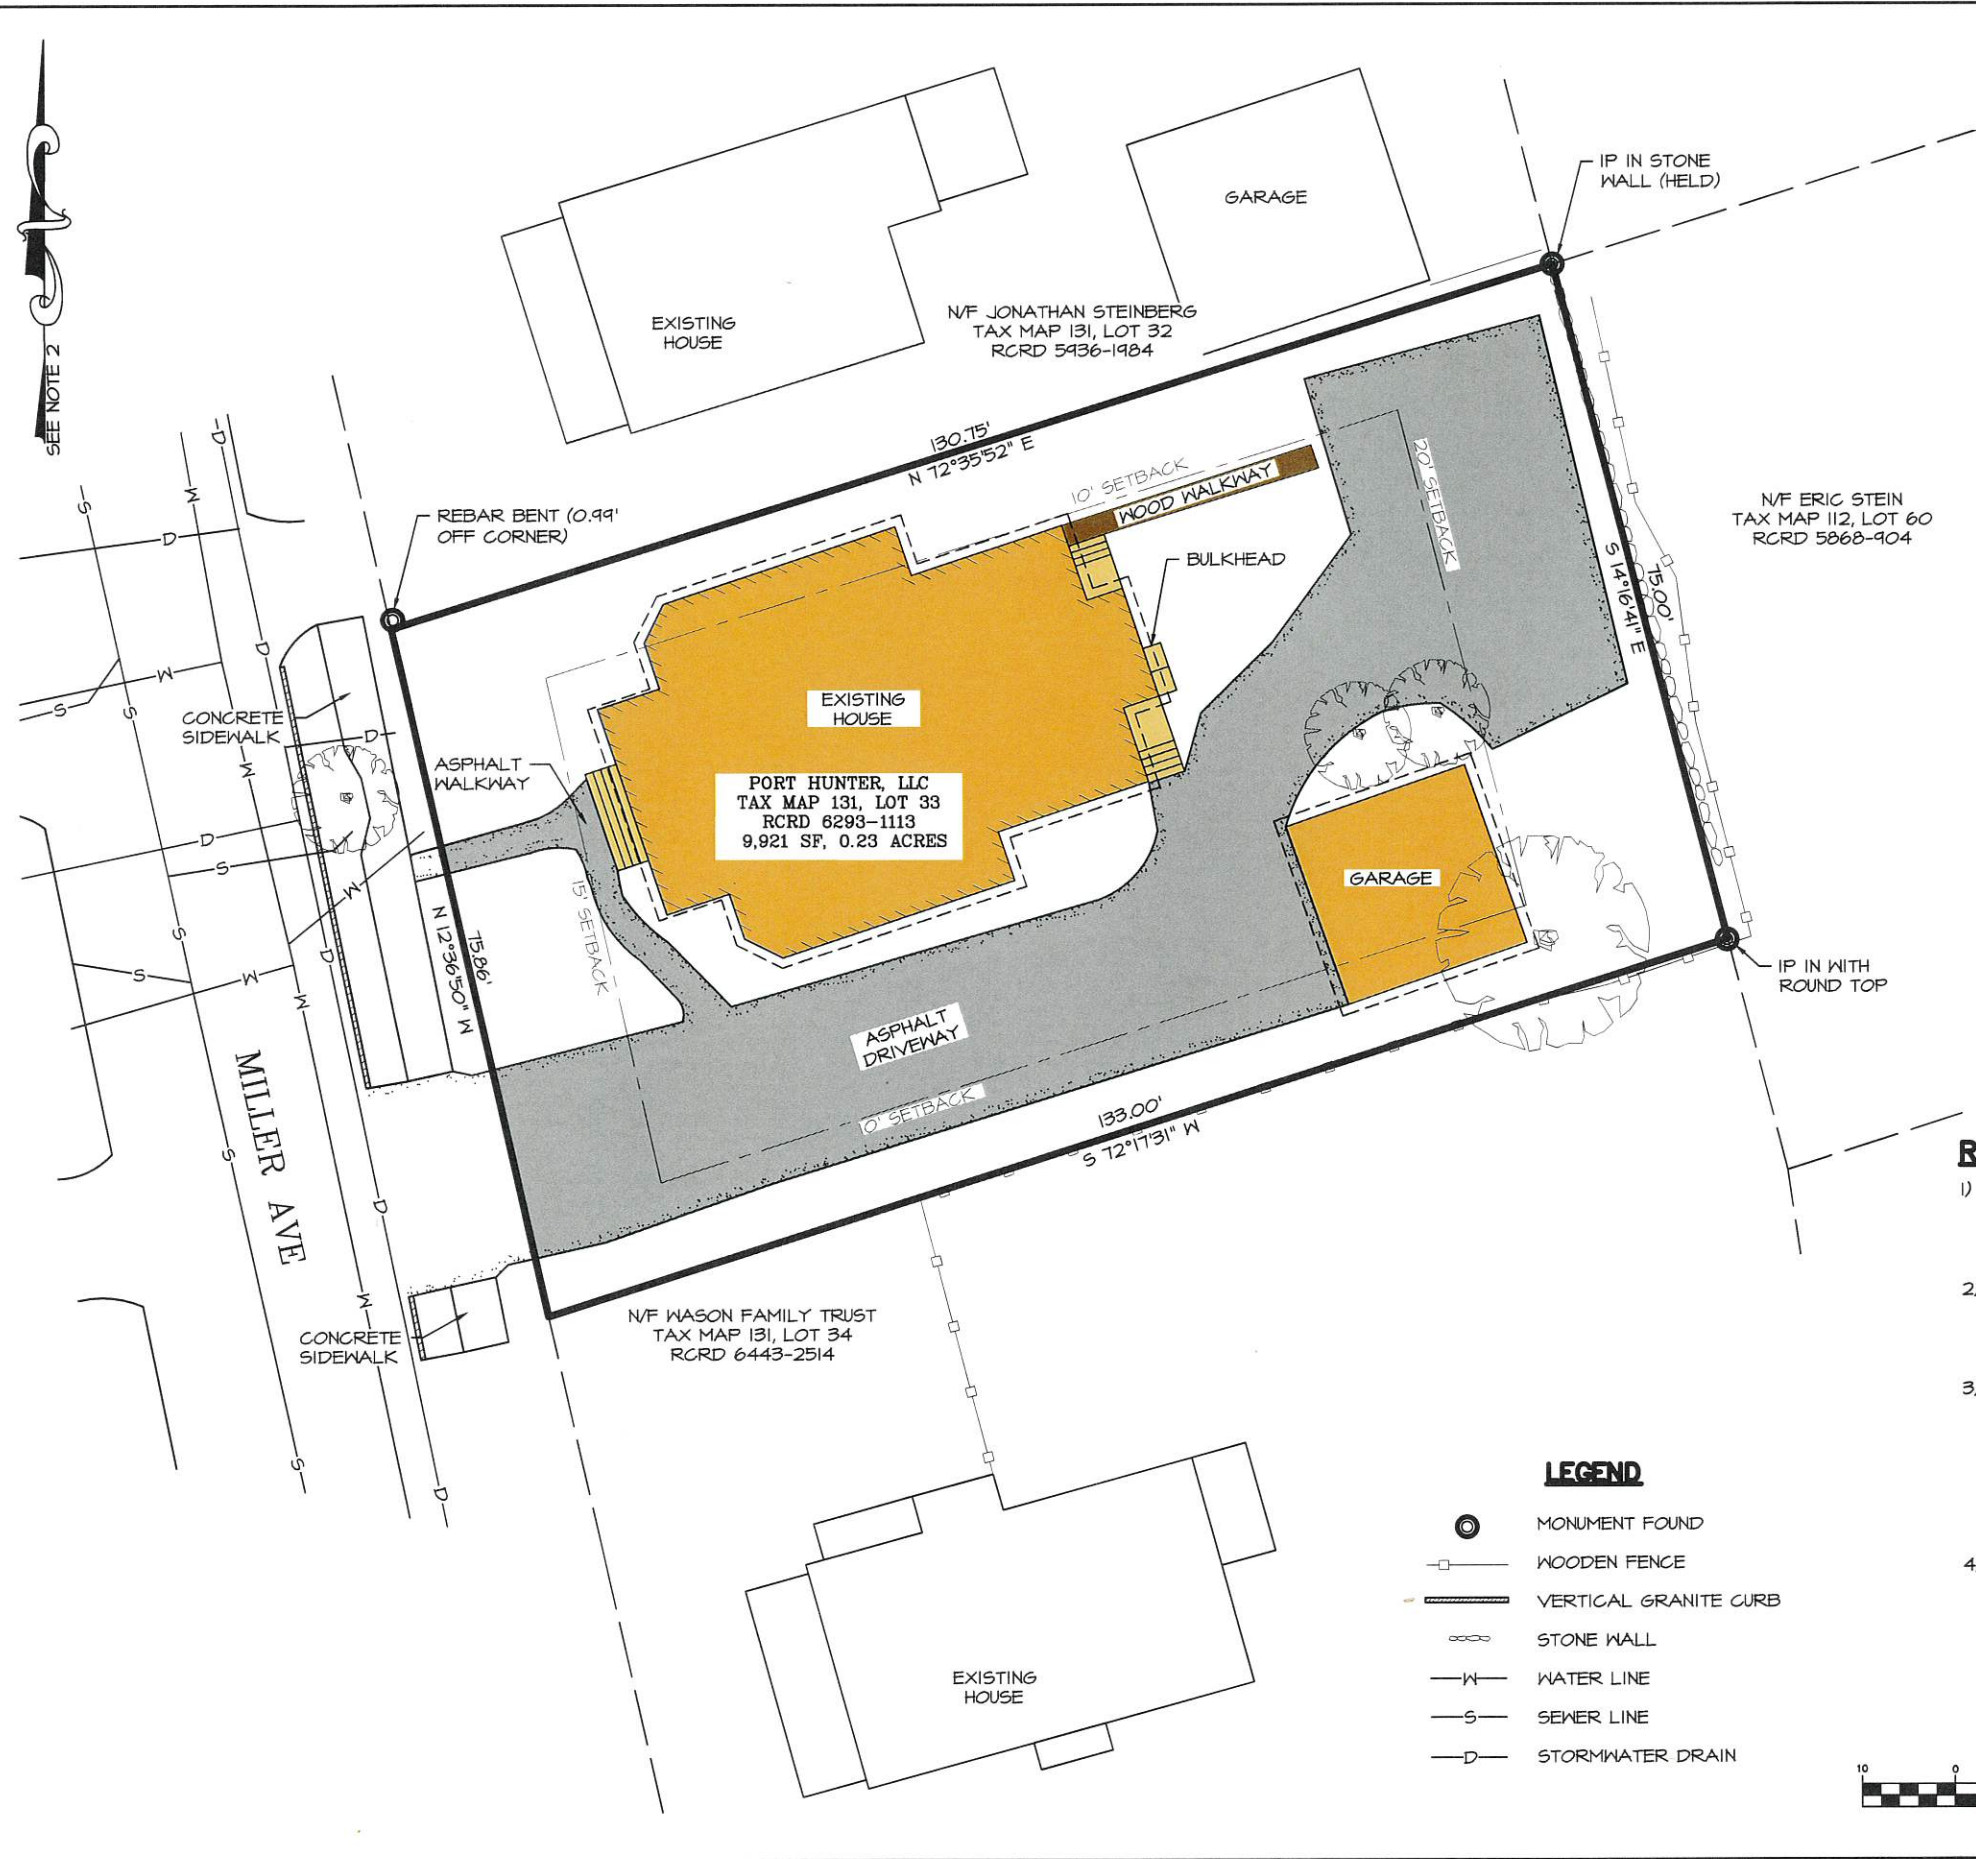 SEE NOTE 2
GARAGE
IP IN STONE
WALL (HELD)
EXISTING
HOUSE
N/F JONATHAN STEINBERG
TAX MAP 131, LOT 32
RCRD 5936-1984
130.75'
N 72°35'52" E
REBAR BENT (0.99'
OFF CORNER)
10' SETBACK
WOOD WALKWAY
20' SETBACK
N/F ERIC STEIN
TAX MAP 112, LOT 60
RCRD 5868-904
BULKHEAD
75.00'
S 14°16'41" E
CONCRETE
SIDEWALK
ASPHALT
WALKWAY
EXISTING
HOUSE
PORT HUNTER, LLC
TAX MAP 131, LOT 33
RCRD 6293-1113
9,921 SF, 0.23 ACRES
GARAGE
15' SETBACK
75.86'
N 12°36'50" W
IP IN WITH
ROUND TOP
ASPHALT
DRIVEWAY
10' SETBACK
133.00'
S 72°17'31" W
MILLER AVE
CONCRETE
SIDEWALK
N/F WASON FAMILY TRUST
TAX MAP 131, LOT 34
RCRD 6443-2514
EXISTING
HOUSE
R
1)
2)
3)
4)
LEGEND
MONUMENT FOUND
WOODEN FENCE
VERTICAL GRANITE CURB
STONE WALL
W WATER LINE
S SEWER LINE
D STORMWATER DRAIN
10 0